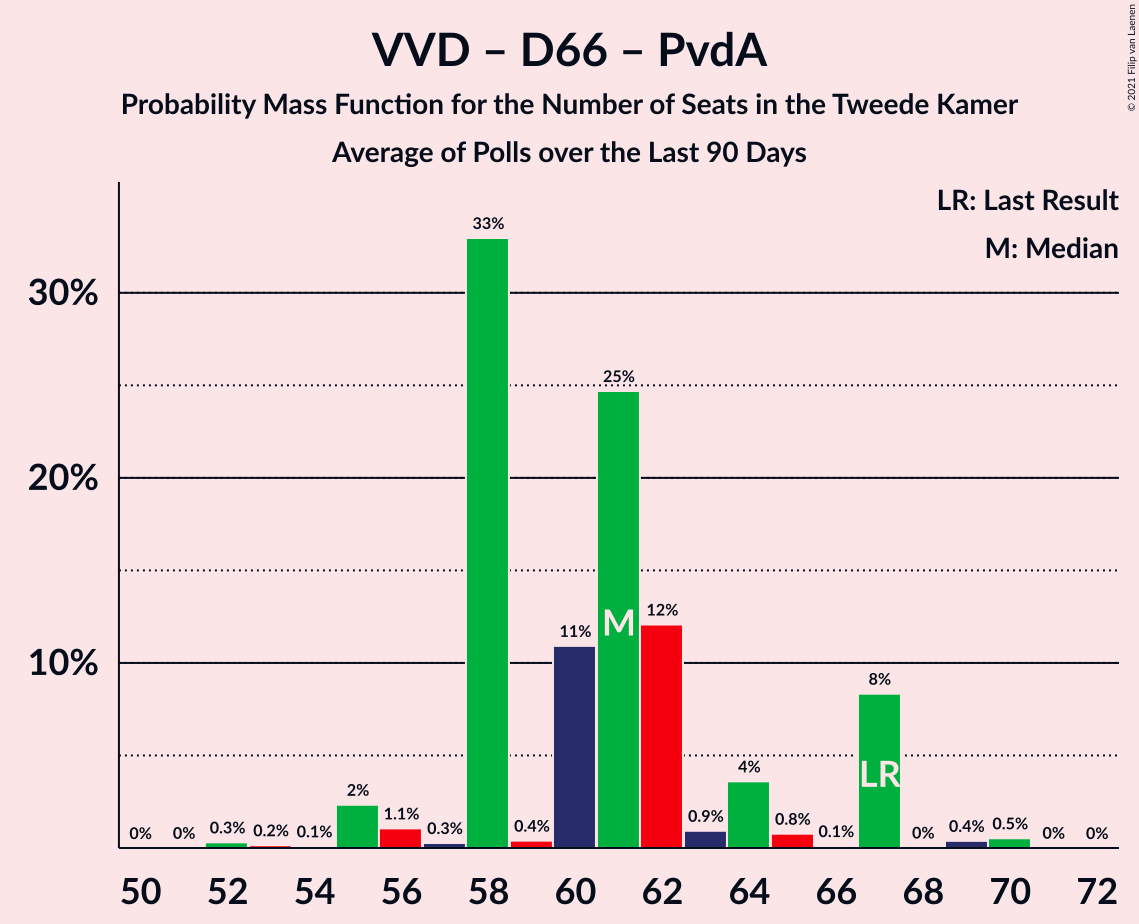 VVD – D66 – PvdA
Probability Mass Function for the Number of Seats in the Tweede Kamer
Average of Polls over the Last 90 Days
© 2021 Filip van Laenen
LR: Last Result
M: Median
30%
20%
10%
0%
0%
0.3%
0.2%
0.1%
2%
1.1%
0.3%
33%
0.4%
11%
25%
12%
0.9%
4%
0.8%
0.1%
8%
0%
0.4%
0.5%
0%
0%
M
LR
50 52 54 56 58 60 62 64 66 68 70 72